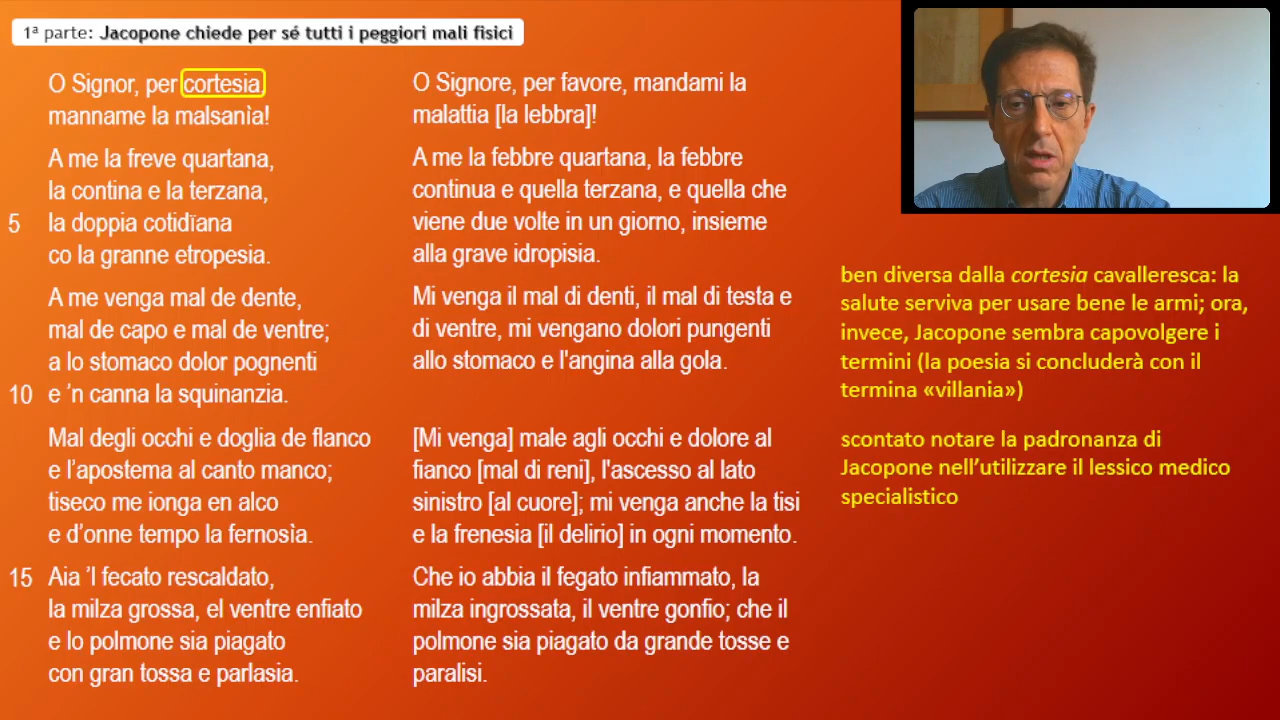 1ª parte: Jacopone chiede per sé tutti i peggiori mali fisici
O Signor, per cortesia,
manname la malsanìa!
A me la freve quartana,
la contina e la terzana,
5 la doppia cotidïana
co la granne etropesia.
A me venga mal de dente,
mal de capo e mal de ventre;
a lo stomaco dolor pognenti
10 e ’n canna la squinanzia.
Mal degli occhi e doglia de flanco
e l’apostema al canto manco;
tiseco me ionga en alco
e d’onne tempo la fernosìa.
15 Aia ’l fecato rescaldato,
la milza grossa, el ventre enfiato
e lo polmone sia piagato
con gran tossa e parlasia.
O Signore, per favore, mandami la
malattia [la lebbra]!
A me la febbre quartana, la febbre
continua e quella terzana, e quella che
viene due volte in un giorno, insieme
alla grave idropisia.
Mi venga il mal di denti, il mal di testa e
di ventre, mi vengano dolori pungenti
allo stomaco e l'angina alla gola.
[Mi venga] male agli occhi e dolore al
fianco [mal di reni], l'ascesso al lato
sinistro [al cuore]; mi venga anche la tisi
e la frenesia [il delirio] in ogni momento.
Che io abbia il fegato infiammato, la
milza ingrossata, il ventre gonfio; che il
polmone sia piagato da grande tosse e
paralisi.
ben diversa dalla cortesia cavalleresca: la
salute serviva per usare bene le armi; ora,
invece, Jacopone sembra capovolgere i
termini (la poesia si concluderà con il
termina «villania»)
scontato notare la padronanza di
Jacopone nell’utilizzare il lessico medico
specialistico